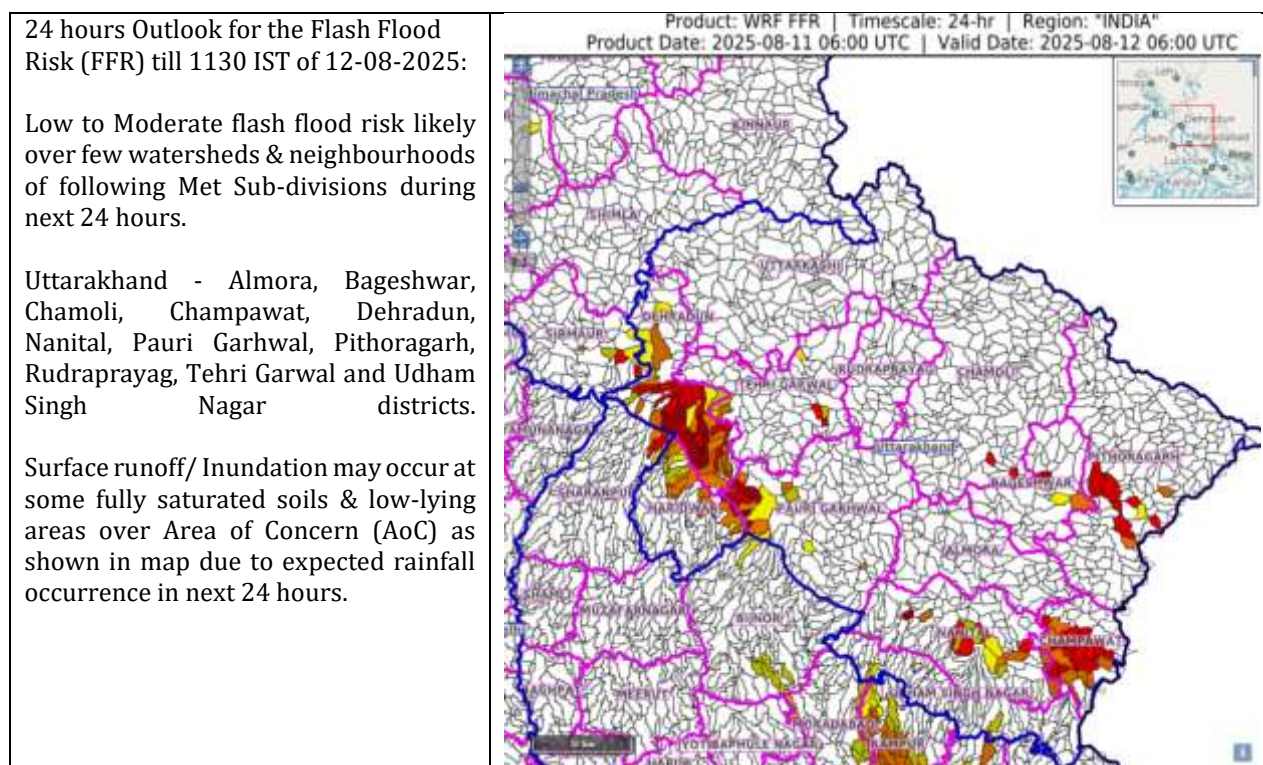 24 hours Outlook for the Flash Flood
Risk (FFR) till 1130 IST of 12-08-2025:
Low to Moderate flash flood risk likely
over few watersheds & neighbourhoods
of following Met Sub-divisions during
next 24 hours.
Uttarakhand - Almora, Bageshwar,
Chamoli, Champawat, Dehradun,
Nanital, Pauri Garhwal, Pithoragarh,
Rudraprayag, Tehri Garwal and Udham
Singh Nagar districts.
Surface runoff/ Inundation may occur at
some fully saturated soils & low-lying
areas over Area of Concern (AoC) as
shown in map due to expected rainfall
occurrence in next 24 hours.
Product: WRF FFR | Timescale: 24-hr | Region: "INDIA"
Product Date: 2025-08-11 06:00 UTC | Valid Date: 2025-08-12 06:00 UTC
Dehradun
Delhi
Moradabad
Lucknow
KINNAUR
SHIMLA
UTTARKASHI
DEHRADUN
SIRMAUR
TEHRI GARWAL
RUDRAPRAYAG
CHAMOLI
Uttarakhand
PITHORAGARH
BAGESHWAR
HARIDWAR
PAURI GARHWAL
ALMORA
MUZAFARNAGAR
BIJNOR
NANITAL
CHAMPAWAT
MEERUT
UDHAM SINGH NAGAR
MORADABAD
JYOTIBAPHULE NAGAR
RAMPUR